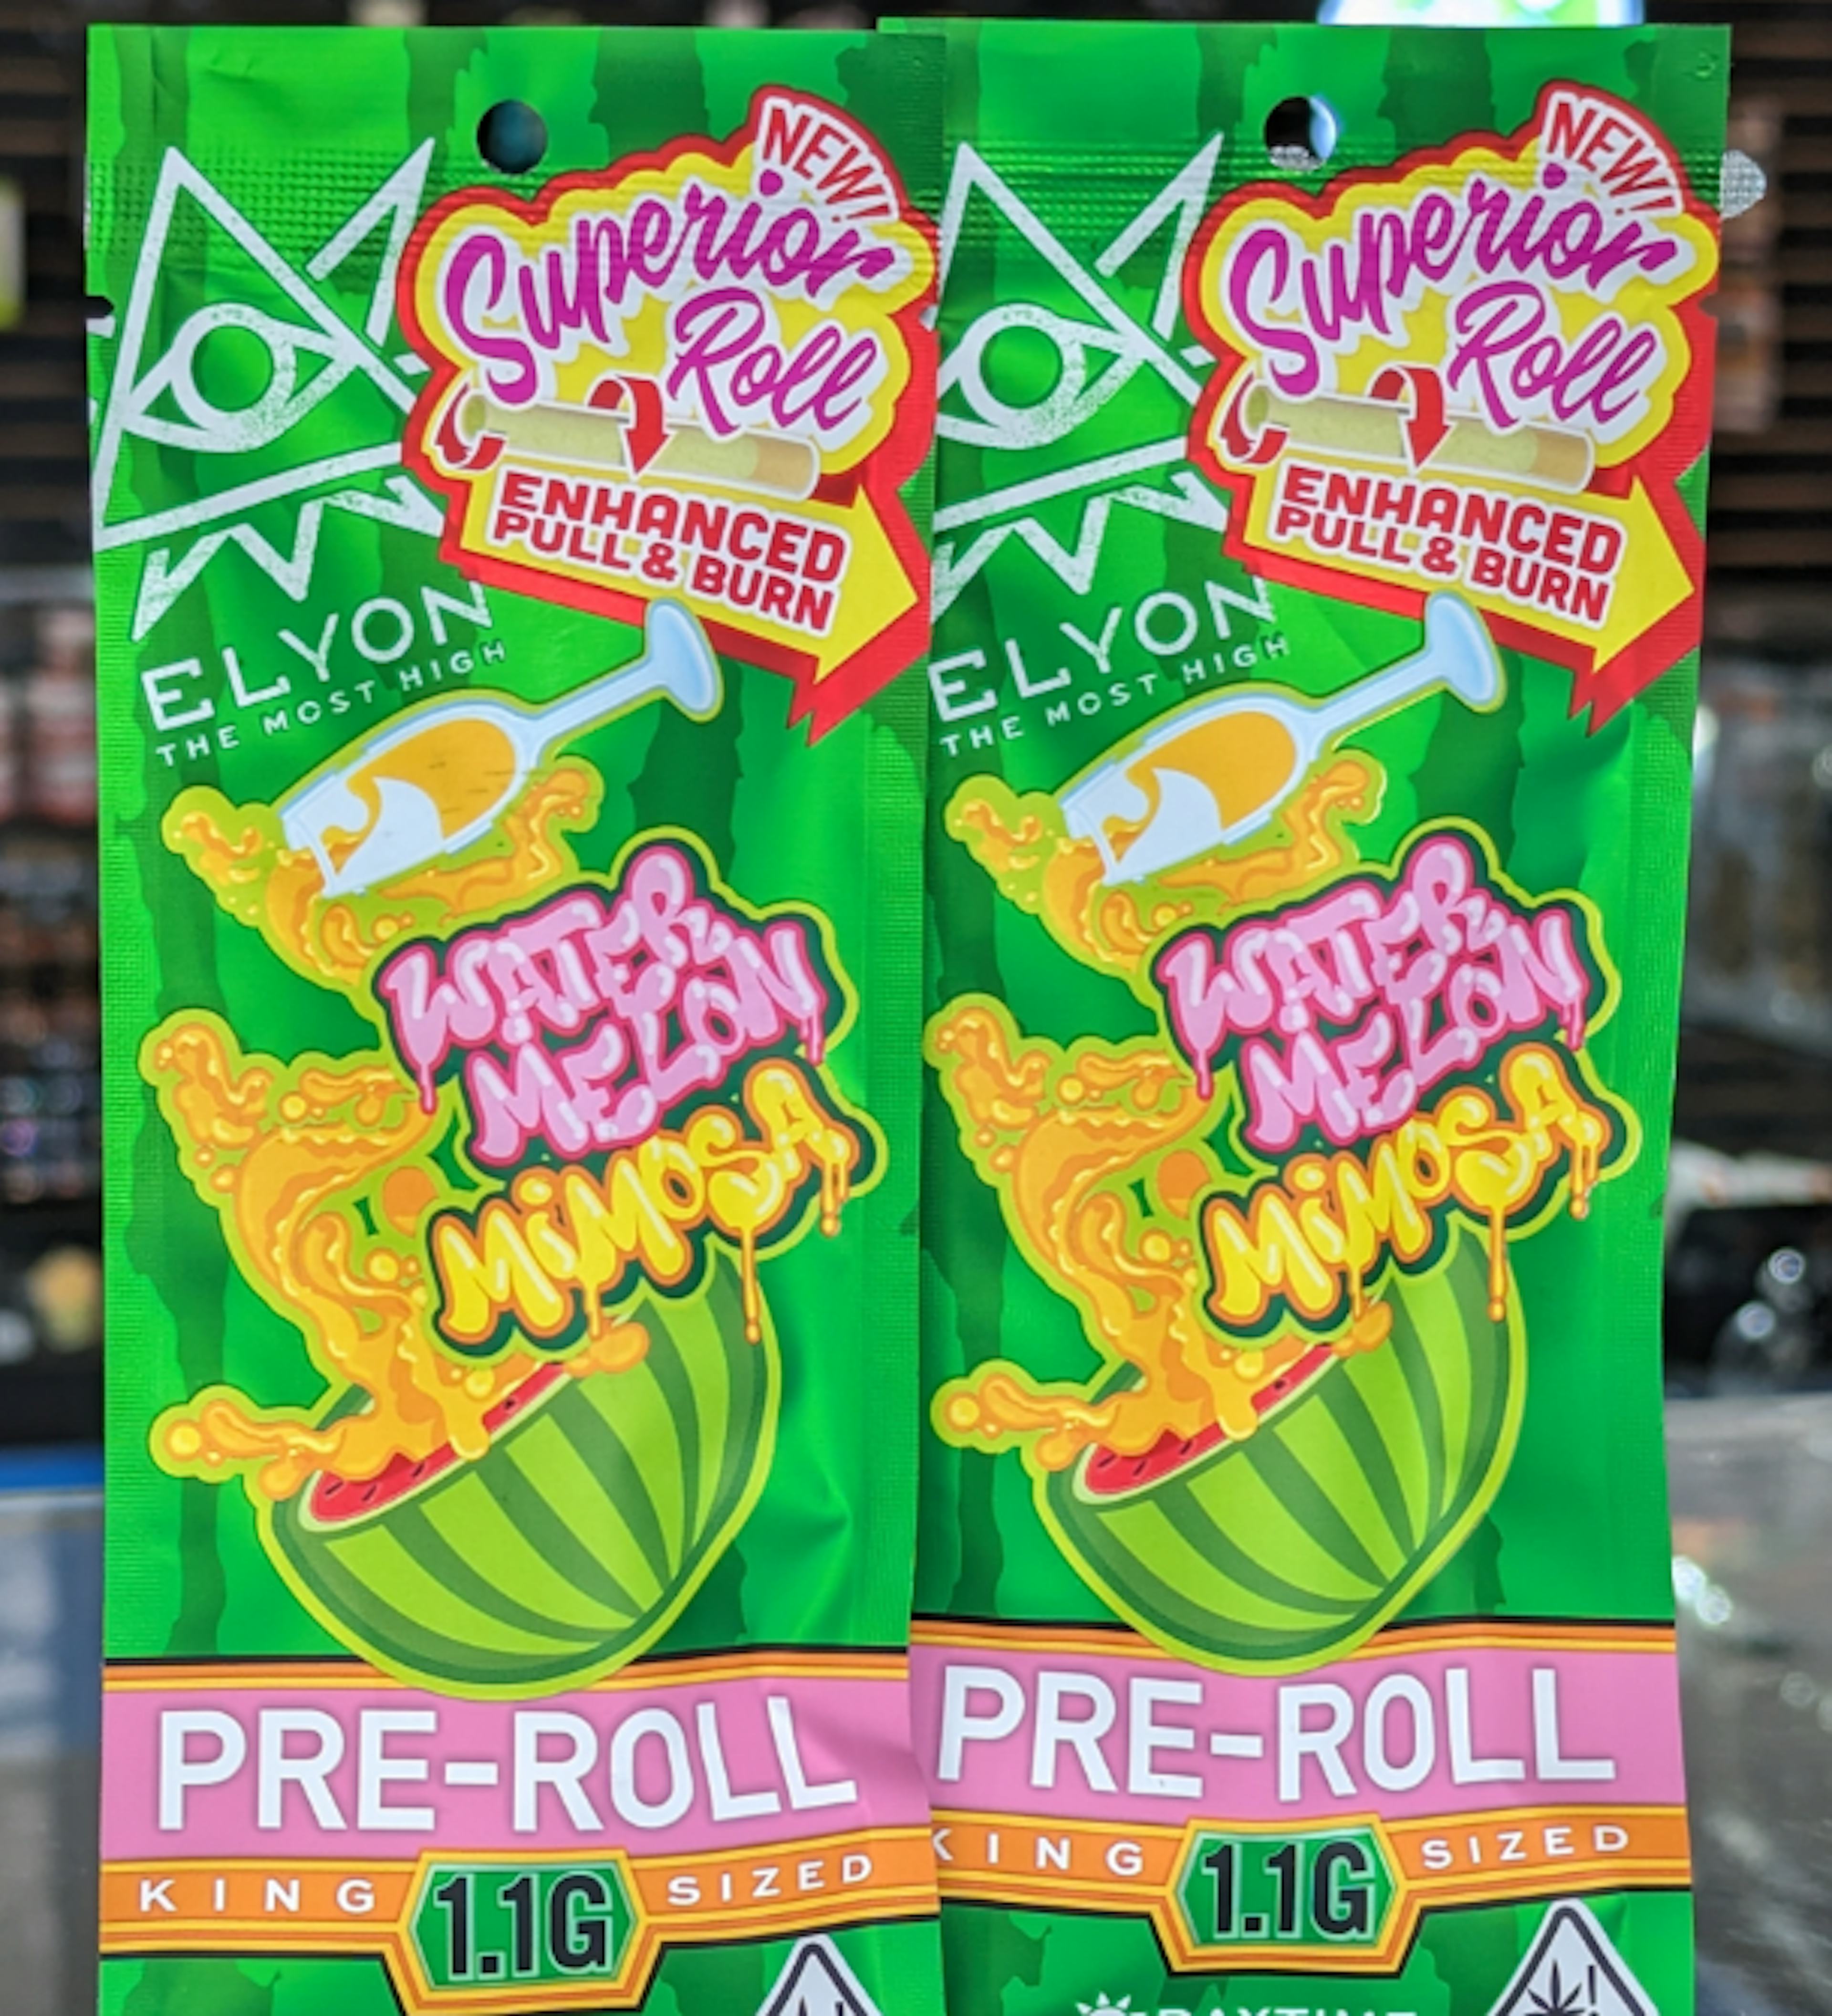 NEW!
Superior
Roll
ENHANCED
PULL & BURN
ELYON
THE MOST HIGH
WATER
MELON
MiMOSA
PRE-ROLL
KING 1.1G SIZED
NEW!
Superior
Roll
ENHANCED
PULL & BURN
ELYON
THE MOST HIGH
WATER
MELON
MiMOSA
PRE-ROLL
KING 1.1G SIZED
DAYTIME